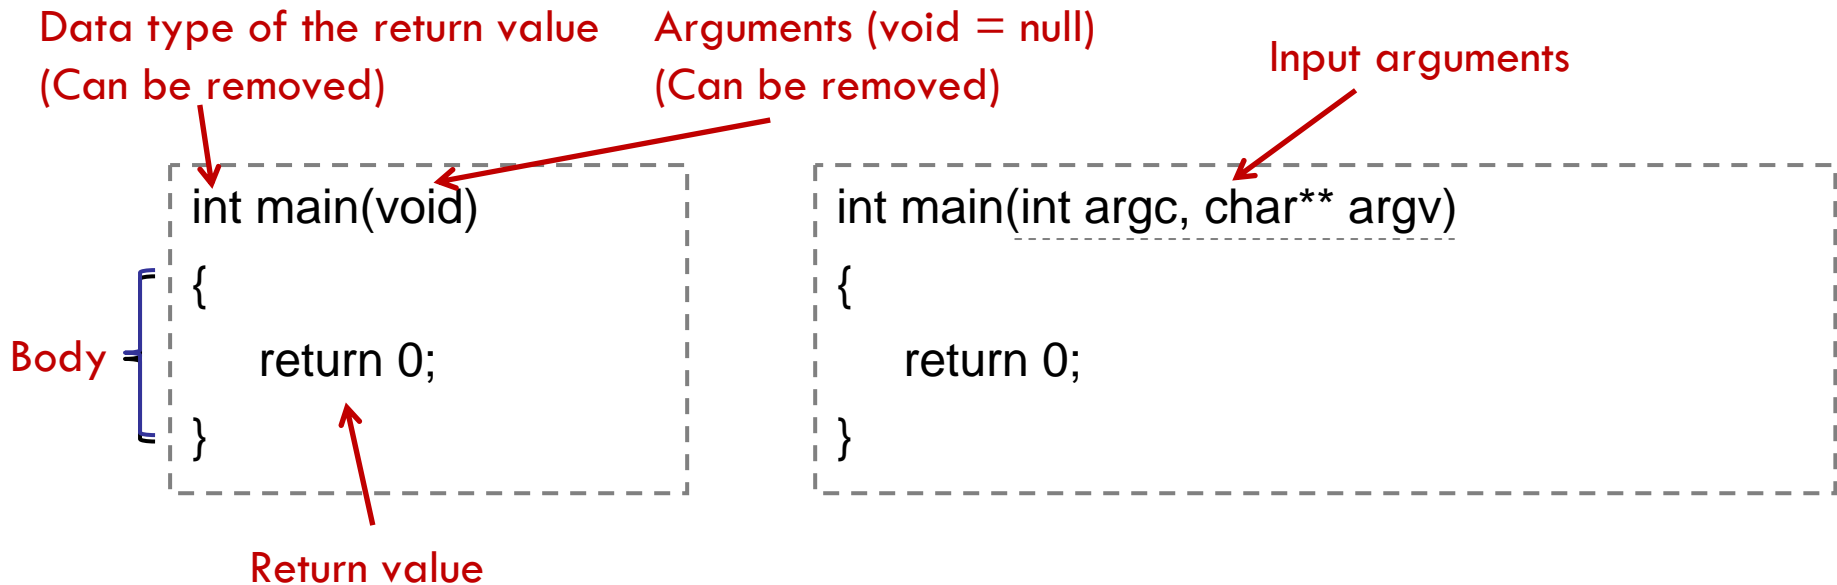 Data type of the return value
(Can be removed)
Arguments (void = null)
(Can be removed)
Input arguments
int main(void)
{
return 0;
}
Body
Return value
int main(int argc, char** argv)
{
return 0;
}